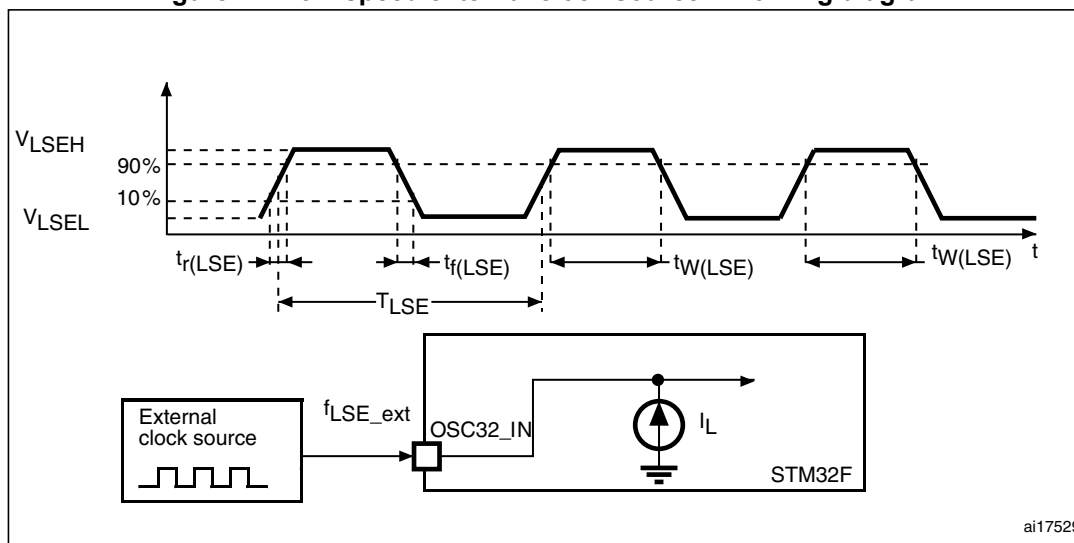 VLSEH
90%
10%
VLSEL
tr(LSE)
tf(LSE)
tW(LSE)
tW(LSE)
t
TLSE
External
clock source
fLSE_ext
OSC32_IN
IL
STM32F
ai17529